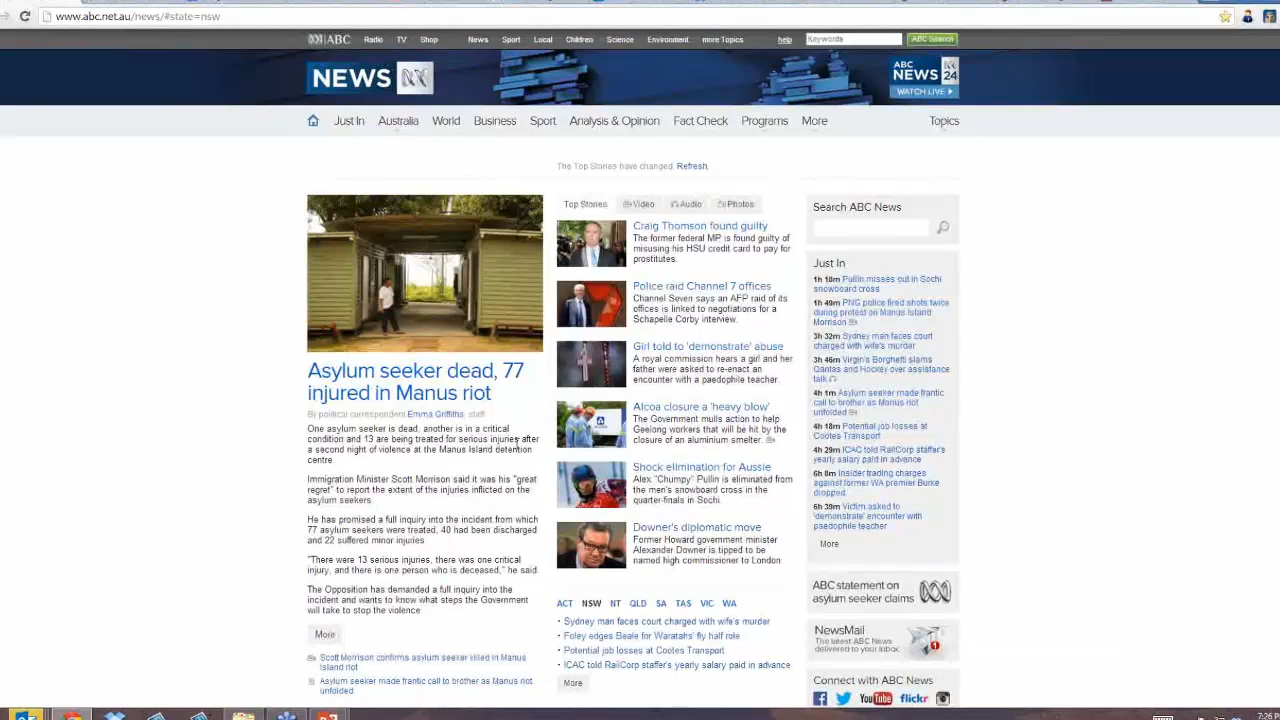 www.abc.net.au/news/#state=nsw
ABC Radio TV Shop News Sport Local Children Science Environment more Topics help Keywords ABC Search
NEWS
ABC
NEWS 24
WATCH LIVE
Just In Australia World Business Sport Analysis & Opinion Fact Check Programs More Topics
The Top Stories have changed. Refresh.
Asylum seeker dead, 77
injured in Manus riot
By political correspondent Emma Griffiths, staff
One asylum seeker is dead, another is in a critical
condition and 13 are being treated for serious injuries after
a second night of violence at the Manus Island detention
centre.
Immigration Minister Scott Morrison said it was his "great
regret" to report the extent of the injuries inflicted on the
asylum seekers.
He has promised a full inquiry into the incident from which
77 asylum seekers were treated, 40 had been discharged
and 22 suffered minor injuries.
"There were 13 serious injuries, there was one critical
injury, and there is one person who is deceased," he said.
The Opposition has demanded a full inquiry into the
incident and wants to know what steps the Government
will take to stop the violence.
More
Scott Morrison confirms asylum seeker killed in Manus
Island riot
Asylum seeker made frantic call to brother as Manus riot
unfolded
Top Stories Video Audio Photos
Craig Thomson found guilty
The former federal MP is found guilty of
misusing his HSU credit card to pay for
prostitutes.
Police raid Channel 7 offices
Channel Seven says an AFP raid of its
offices is linked to negotiations for a
Schapelle Corby interview.
Girl told to 'demonstrate' abuse
A royal commission hears a girl and her
father were asked to re-enact an
encounter with a paedophile teacher.
Alcoa closure a 'heavy blow'
The Government mulls action to help
Geelong workers that will be hit by the
closure of an aluminium smelter.
Shock elimination for Aussie
Alex "Chumpy" Pullin is eliminated from
the men's snowboard cross in the
quarter-finals in Sochi.
Downer's diplomatic move
Former Howard government minister
Alexander Downer is tipped to be
named high commissioner to London.
ACT NSW NT QLD SA TAS VIC WA
Sydney man faces court charged with wife's murder
Foley edges Beale for Waratahs' fly half role
Potential job losses at Cootes Transport
ICAC told RailCorp staffer's yearly salary paid in advance
More
Search ABC News
Just In
1h 18m Pullin misses out in Sochi
snowboard cross
1h 49m PNG police fired shots twice
during protest on Manus Island:
Morrison
3h 32m Sydney man faces court
charged with wife's murder
3h 46m Virgin's Borghetti slams
Qantas and Hockey over assistance
talk
4h 1m Asylum seeker made frantic
call to brother as Manus riot
unfolded
4h 18m Potential job losses at
Cootes Transport
4h 29m ICAC told RailCorp staffer's
yearly salary paid in advance
6h 8m Insider trading charges
against former WA premier Burke
dropped
6h 39m Victim asked to
'demonstrate' encounter with
paedophile teacher
More
ABC statement on
asylum seeker claims
NewsMail
The latest ABC News
delivered to your inbox.
1
Connect with ABC News
YouTube flickr
7:26 P